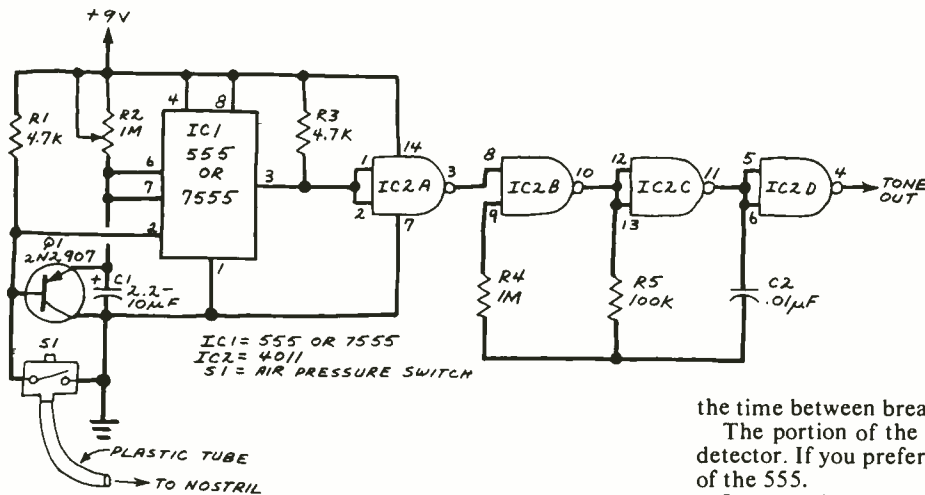 +9V
R1
4.7K
R2
1M
4
8
IC1
555
OR
7555
6
7
2
3
1
R3
4.7K
14
1
2
IC2A
3
7
8
9
IC2B
10
12
13
IC2C
11
5
6
IC2D
4
TONE
OUT
Q1
2N2907
+
C1
2.2-
10µF
R4
1M
R5
100K
C2
.01µF
IC1= 555 OR 7555
IC2= 4011
S1 = AIR PRESSURE SWITCH
S1
PLASTIC TUBE
TO NOSTRIL
the time between brea
The portion of the
detector. If you prefer
of the 555.